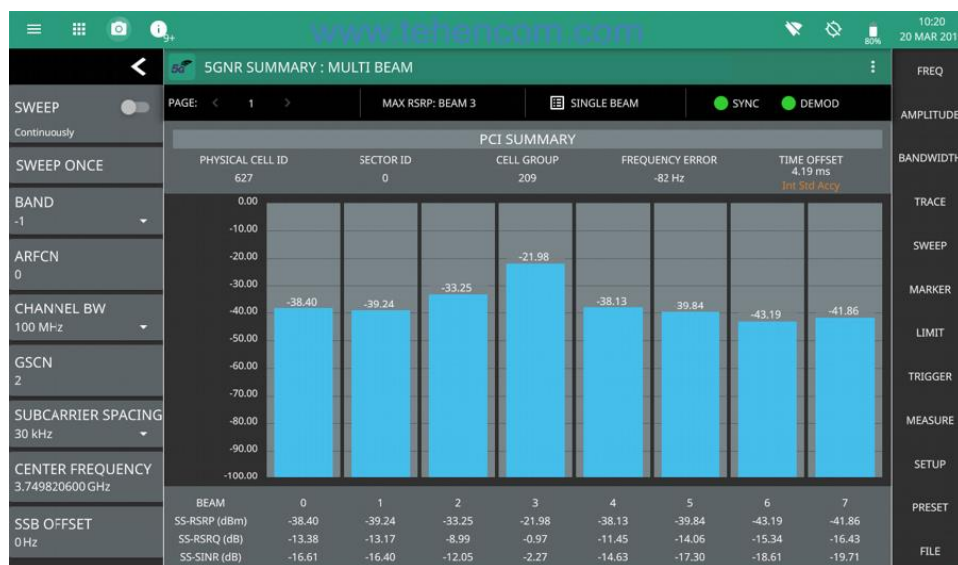 9+
www.tehencom.com
80%
10:20
20 MAR 201
5G
5GNR SUMMARY : MULTI BEAM
FREQ
SWEEP
Continuously
PAGE: < 1 >
MAX RSRP: BEAM 3
SINGLE BEAM
SYNC
DEMOD
AMPLITUDE
PCI SUMMARY
SWEEP ONCE
PHYSICAL CELL ID SECTOR ID CELL GROUP FREQUENCY ERROR TIME OFFSET
627 0 209 -82 Hz 4.19 ms
Int Std Accy
BANDWIDTH
BAND
-1
0.00
TRACE
-10.00
ARFCN
0
-20.00
-21.98
SWEEP
-30.00
-33.25
MARKER
CHANNEL BW
100 MHz
-38.40 -39.24 -38.13 -39.84 -43.19 -41.86
-40.00
LIMIT
-50.00
GSCN
2
-60.00
TRIGGER
-70.00
SUBCARRIER SPACING
30 kHz
-80.00
MEASURE
-90.00
CENTER FREQUENCY
3.749820600 GHz
-100.00
SETUP
BEAM 0 1 2 3 4 5 6 7
PRESET
SSB OFFSET
0 Hz
SS-RSRP (dBm) -38.40 -39.24 -33.25 -21.98 -38.13 -39.84 -43.19 -41.86
SS-RSRQ (dB) -13.38 -13.17 -8.99 -0.97 -11.45 -14.06 -15.34 -16.43
SS-SINR (dB) -16.61 -16.40 -12.05 -2.27 -14.63 -17.30 -18.61 -19.71
FILE